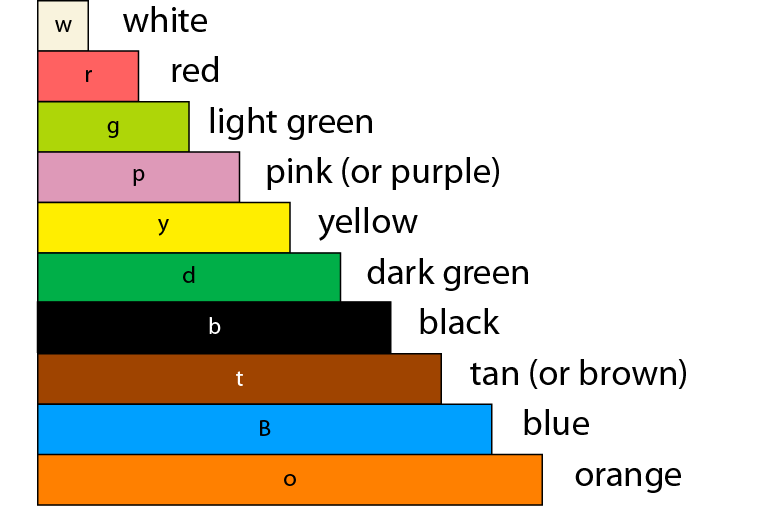 w white
r red
g light green
p pink (or purple)
y yellow
d dark green
b black
t tan (or brown)
B blue
o orange